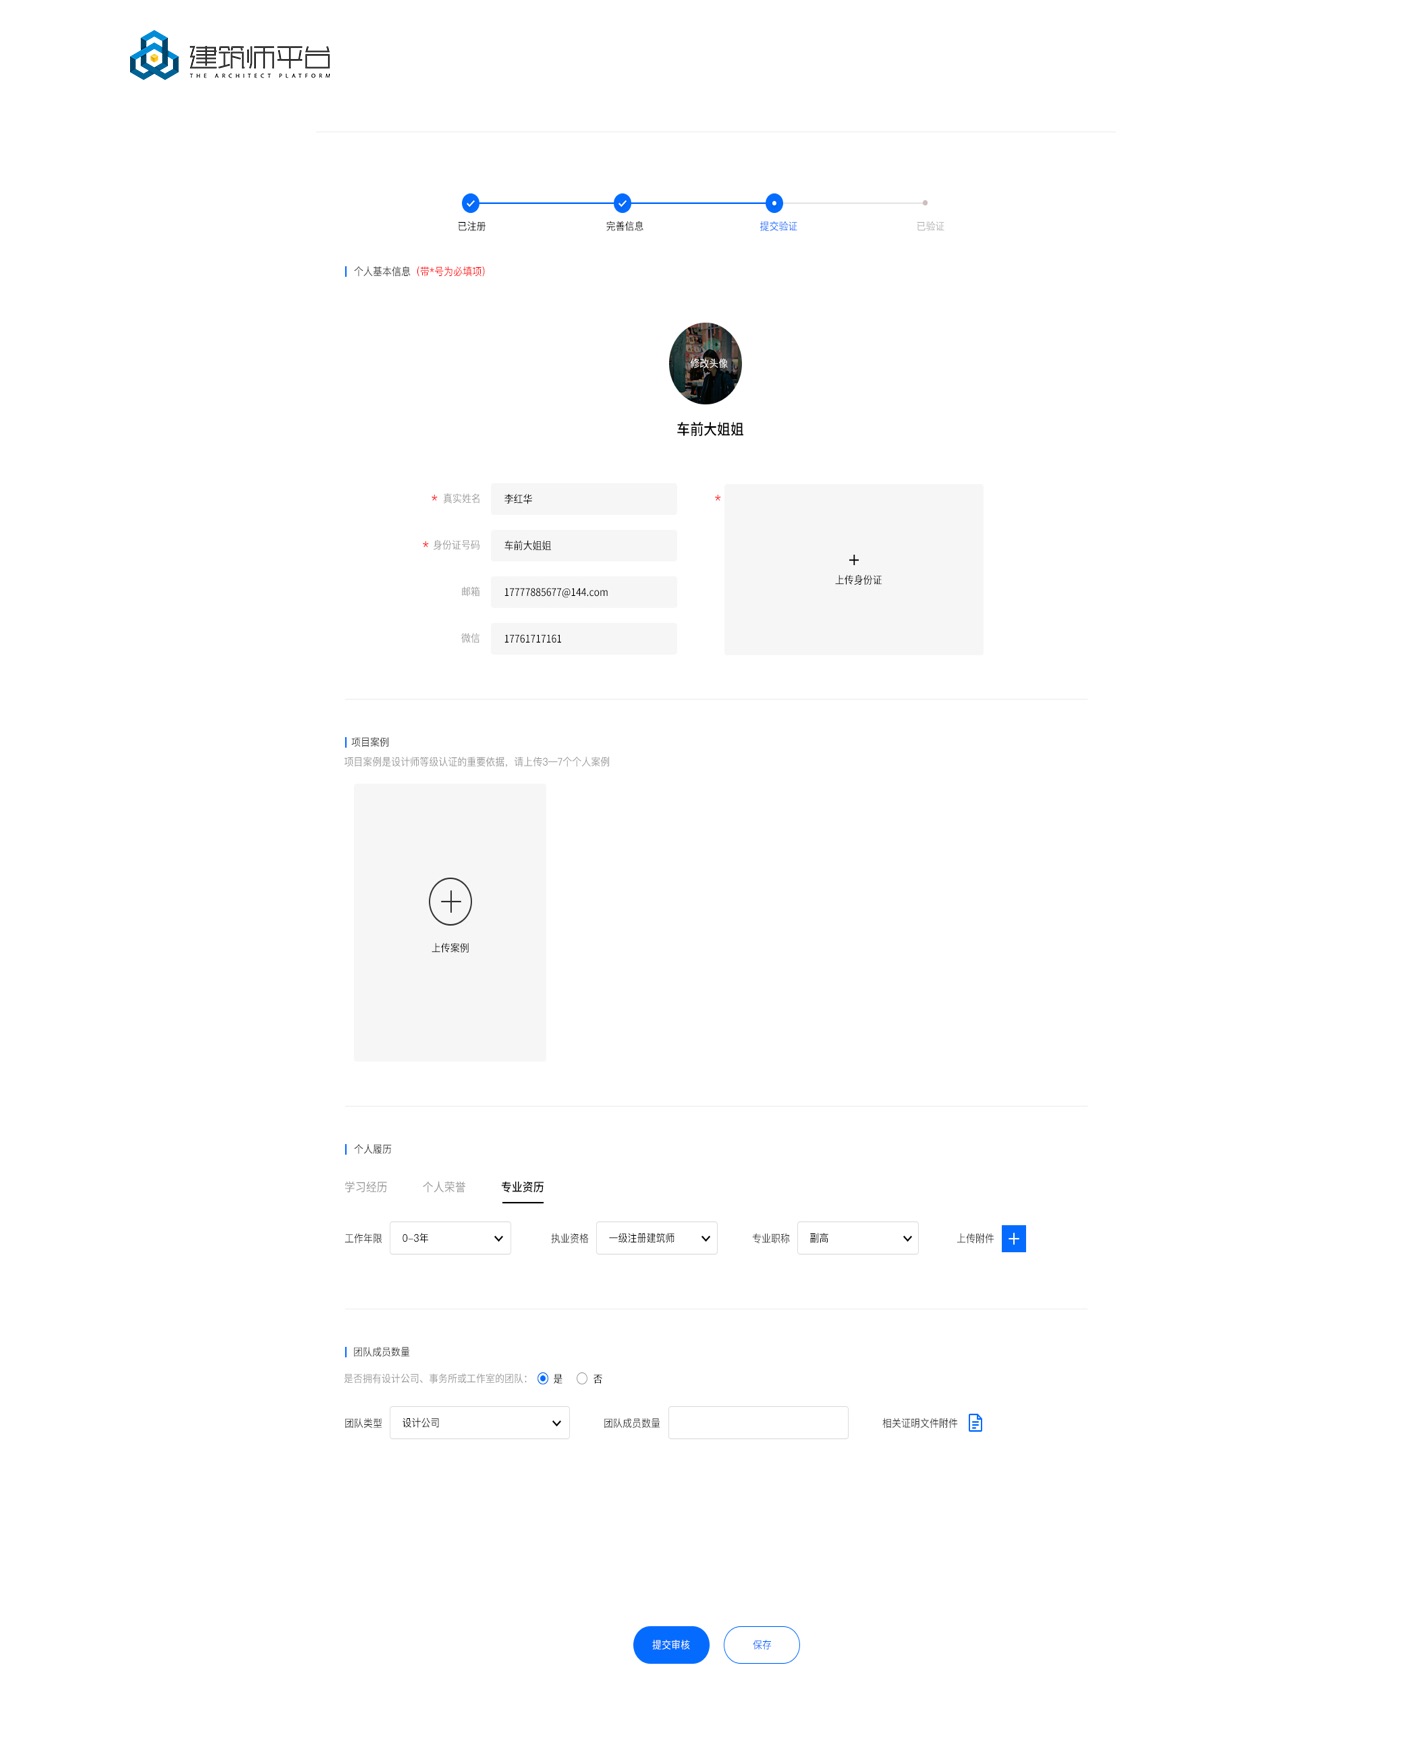 建筑师平台
THE ARCHITECT PLATFORM
已注册
完善信息
提交验证
已验证
个人基本信息（带*号为必填项）
修改头像
车前大姐姐
* 真实姓名 李红华
*
* 身份证号码 车前大姐姐
上传身份证
邮箱 17777885677@144.com
微信 17761717161
项目案例
项目案例是设计师等级认证的重要依据，请上传3—7个个人案例
上传案例
个人履历
学习经历 个人荣誉 专业资历
工作年限 0-3年 执业资格 一级注册建筑师 专业职称 副高 上传附件
团队成员数量
是否拥有设计公司、事务所或工作室的团队： 是 否
团队类型 设计公司 团队成员数量 相关证明文件附件
提交审核 保存